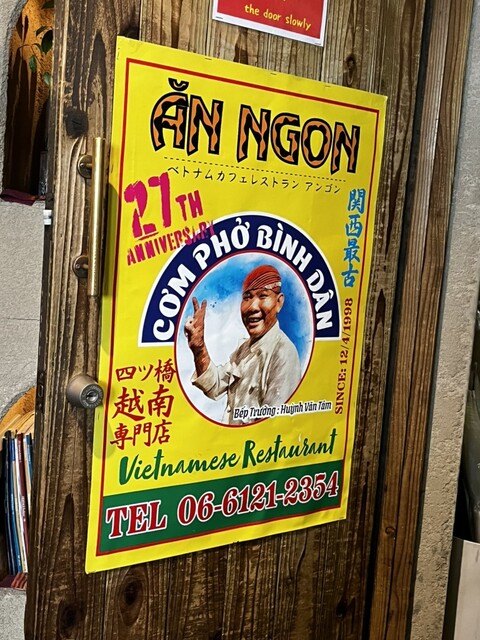 the door slowly
ĂN NGON
ベトナムカフェレストラン アンゴン
27TH
ANNIVERSARY
関西最古
CƠM PHỞ BÌNH DÂN
SINCE: 12/4/1998
Bếp Trưởng : Huỳnh Văn Tám
四ツ橋
越南
専門店
Vietnamese Restaurant
TEL 06-6121-2354